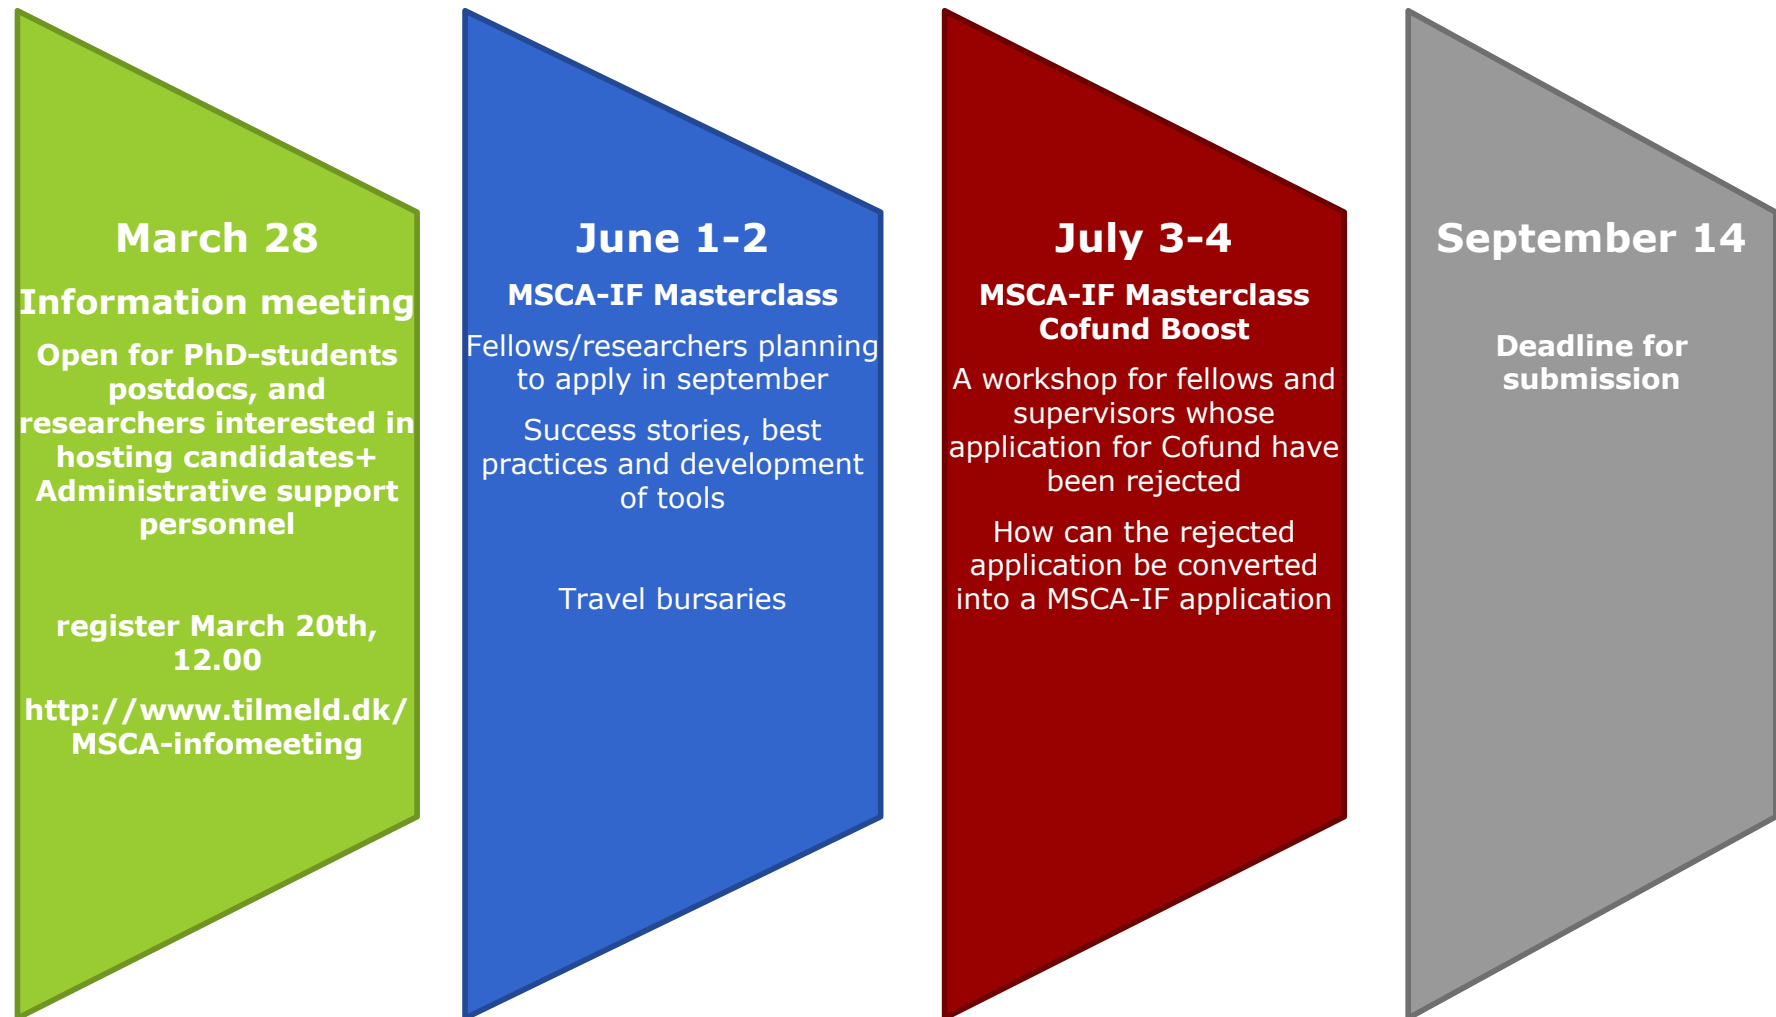 March 28
Information meeting
Open for PhD-students
postdocs, and
researchers interested in
hosting candidates+
Administrative support
personnel
register March 20th,
12.00
http://www.tilmeld.dk/
MSCA-infomeeting
June 1-2
MSCA-IF Masterclass
Fellows/researchers planning
to apply in september
Success stories, best
practices and development
of tools
Travel bursaries
July 3-4
MSCA-IF Masterclass
Cofund Boost
A workshop for fellows and
supervisors whose
application for Cofund have
been rejected
How can the rejected
application be converted
into a MSCA-IF application
September 14
Deadline for
submission